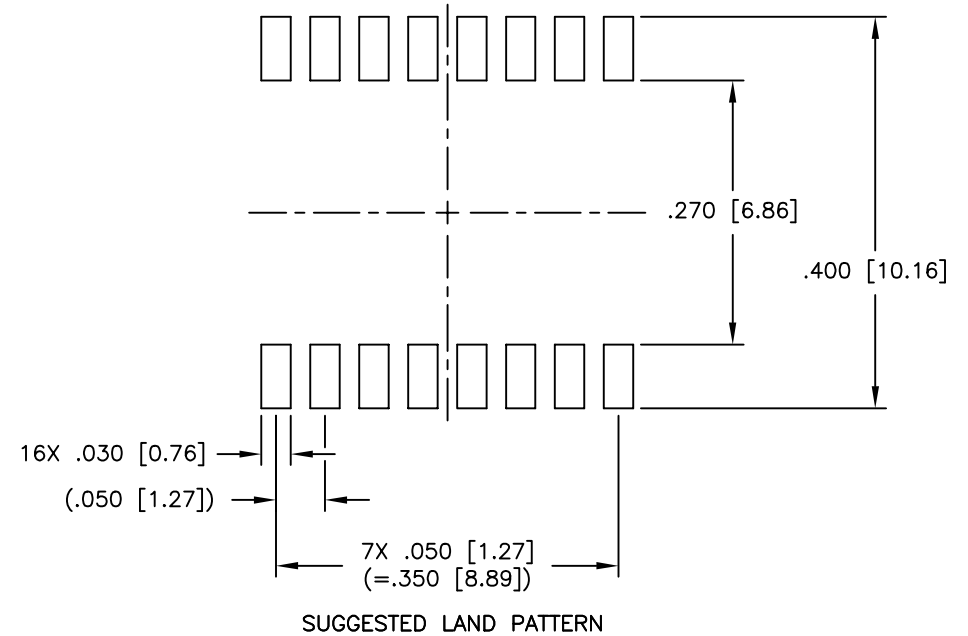 .270 [6.86]
.400 [10.16]
16X .030 [0.76]
(.050 [1.27])
7X .050 [1.27]
(=.350 [8.89])
SUGGESTED LAND PATTERN